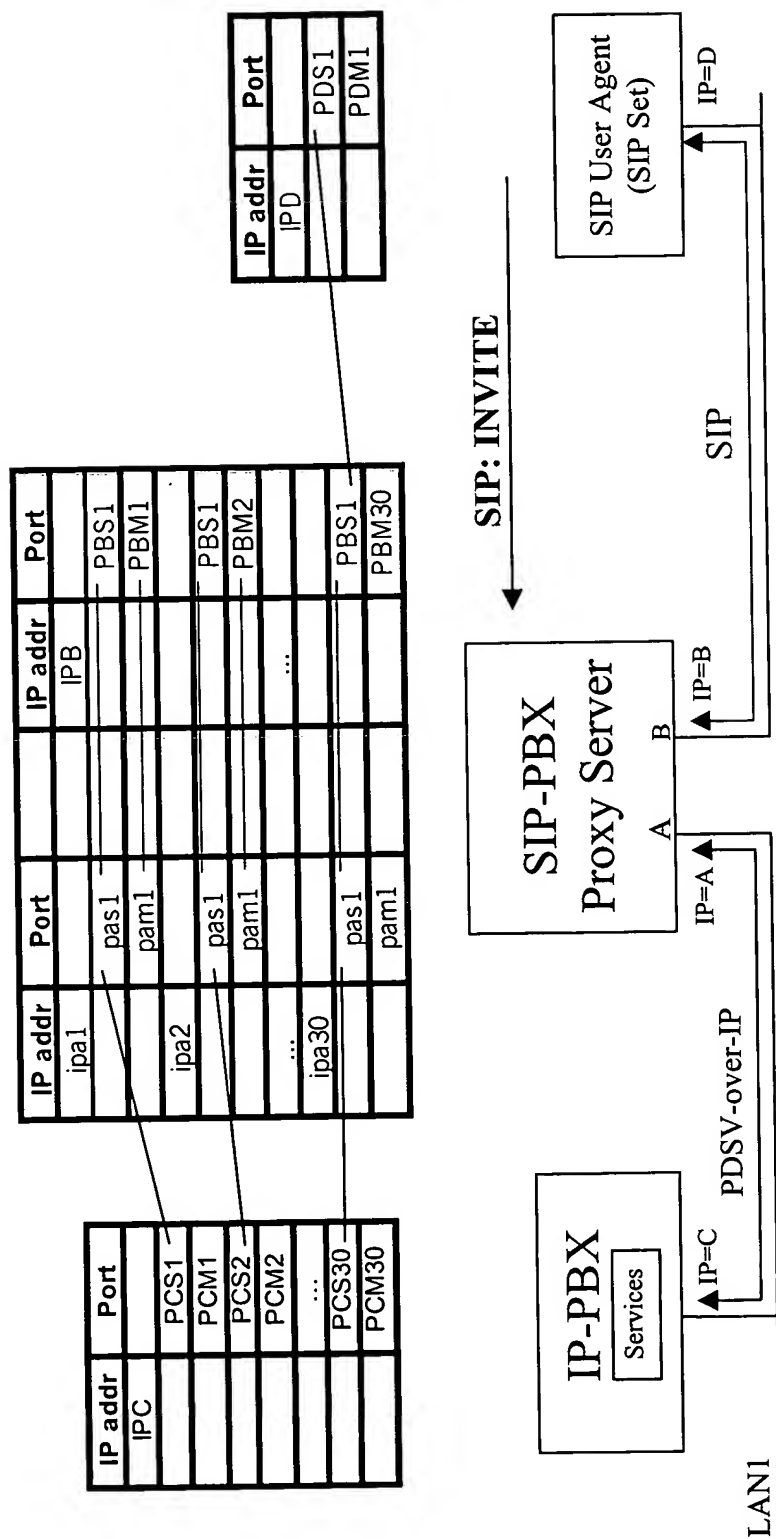 IP addr Port
IPC
PCS1
PCM1
PCS2
PCM2
...
PCS30
PCM30
IP addr Port IP addr Port
ipa1 IPB
pas1 PBS1
pam1 PBM1
ipa2
pas1 PBS1
pam1 PBM2
... ...
ipa30
pas1 PBS1
pam1 PBM30
IP addr Port
IPD
PDS1
PDM1
SIP: INVITE
IP-PBX
Services
IP=C
PDSV-over-IP
LAN1
SIP-PBX
Proxy Server
A B
IP=A
IP=B
SIP
SIP User Agent
(SIP Set)
IP=D